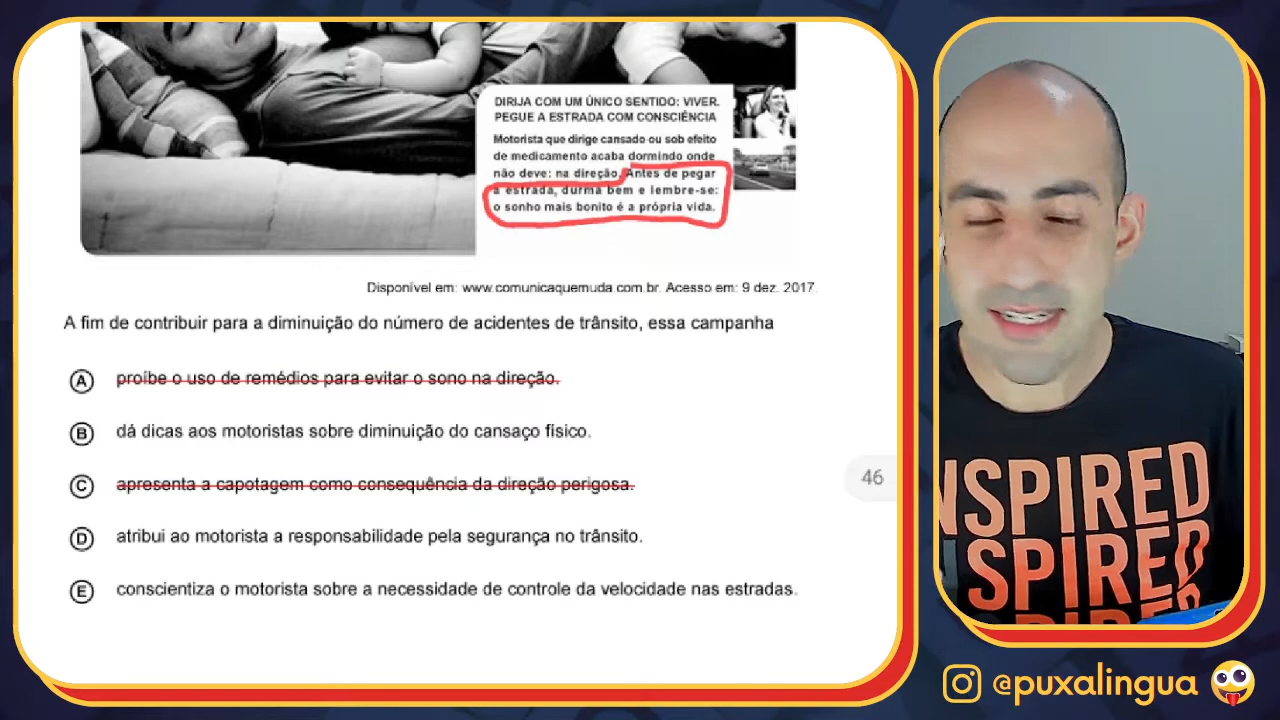 DIRIJA COM UM ÚNICO SENTIDO: VIVER.
PEGUE A ESTRADA COM CONSCIÊNCIA
Motorista que dirige cansado ou sob efeito
de medicamento acaba dormindo onde
não deve: na direção. Antes de pegar
a estrada, durma bem e lembre-se:
o sonho mais bonito é a própria vida.
Disponível em: www.comunicaquemuda.com.br. Acesso em: 9 dez. 2017.
A fim de contribuir para a diminuição do número de acidentes de trânsito, essa campanha
A proíbe o uso de remédios para evitar o sono na direção.
B dá dicas aos motoristas sobre diminuição do cansaço físico.
C apresenta a capotagem como consequência da direção perigosa.
46
D atribui ao motorista a responsabilidade pela segurança no trânsito.
E conscientiza o motorista sobre a necessidade de controle da velocidade nas estradas.
NSPIRED
NSPIRED
@puxalingua